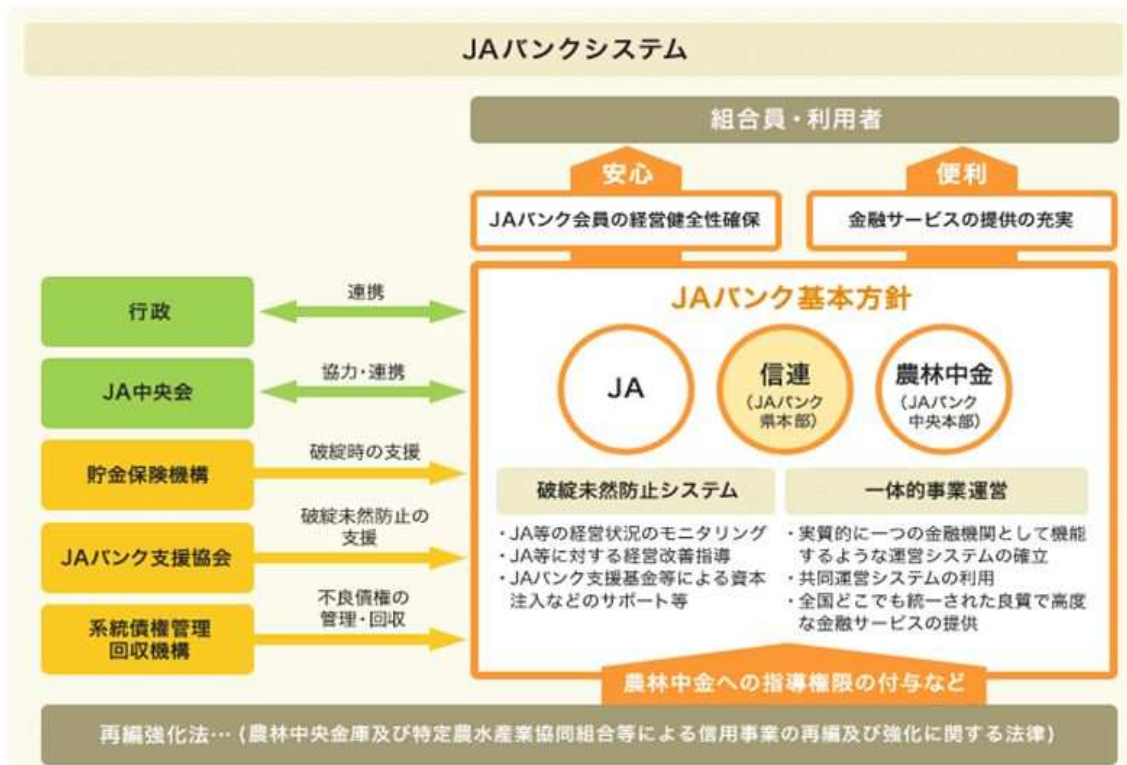 JAバンクシステム
組合員・利用者
安心
便利
JAバンク会員の経営健全性確保
金融サービスの提供の充実
行政
連携
JA中央会
協力・連携
貯金保険機構
破綻時の支援
JAバンク支援協会
破綻未然防止の
支援
系統債権管理
回収機構
不良債権の
管理・回収
JAバンク基本方針
JA
信連
(JAバンク
県本部)
農林中金
(JAバンク
中央本部)
破綻未然防止システム
・JA等の経営状況のモニタリング
・JA等に対する経営改善指導
・JAバンク支援基金等による資本
注入などのサポート等
一体的事業運営
・実質的に一つの金融機関として機能
するような運営システムの確立
・共同運営システムの利用
・全国どこでも統一された良質で高度
な金融サービスの提供
農林中金への指導権限の付与など
再編強化法…(農林中央金庫及び特定農水産業協同組合等による信用事業の再編及び強化に関する法律)